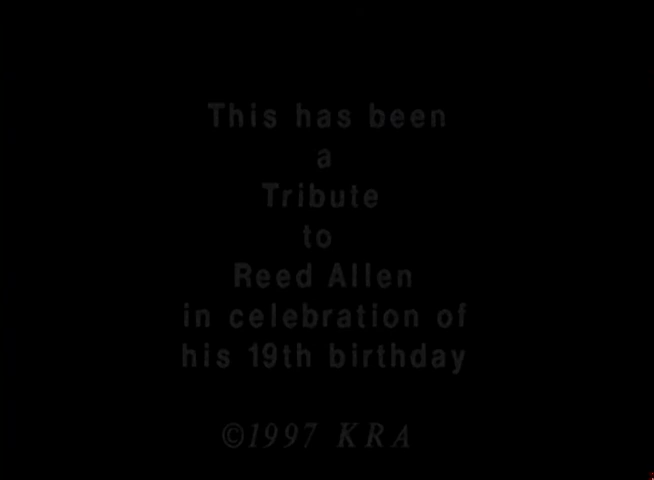 This has been
a
Tribute
to
Reed Allen
in celebration of
his 19th birthday
©1997 KRA